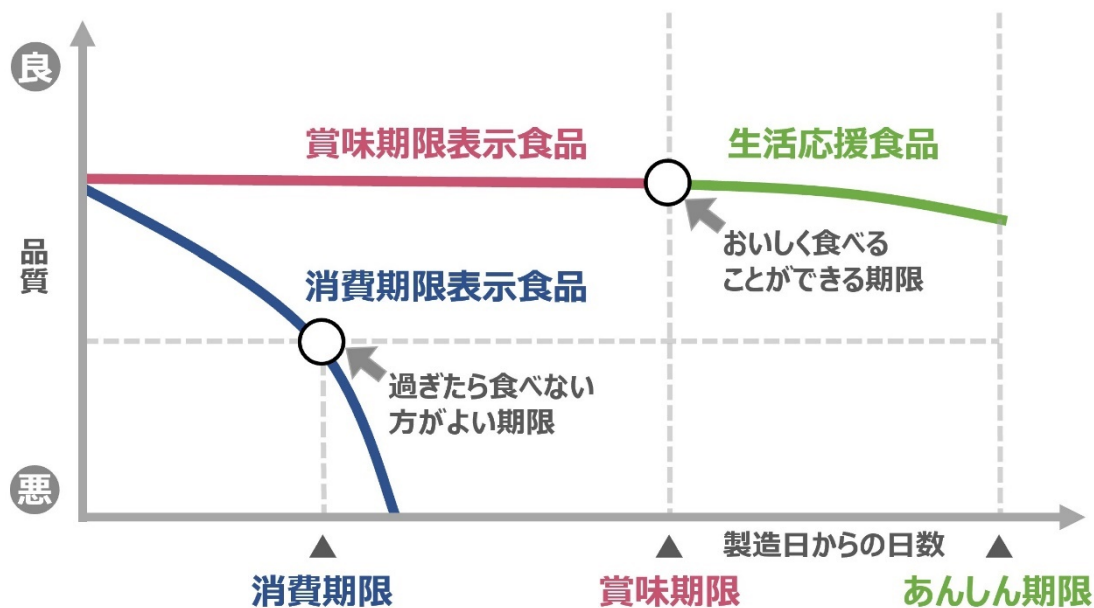 良
賞味期限表示食品
生活応援食品
おいしく食べる
ことができる期限
品質
消費期限表示食品
過ぎたら食べない
方がよい期限
悪
製造日からの日数
消費期限
賞味期限
あんしん期限